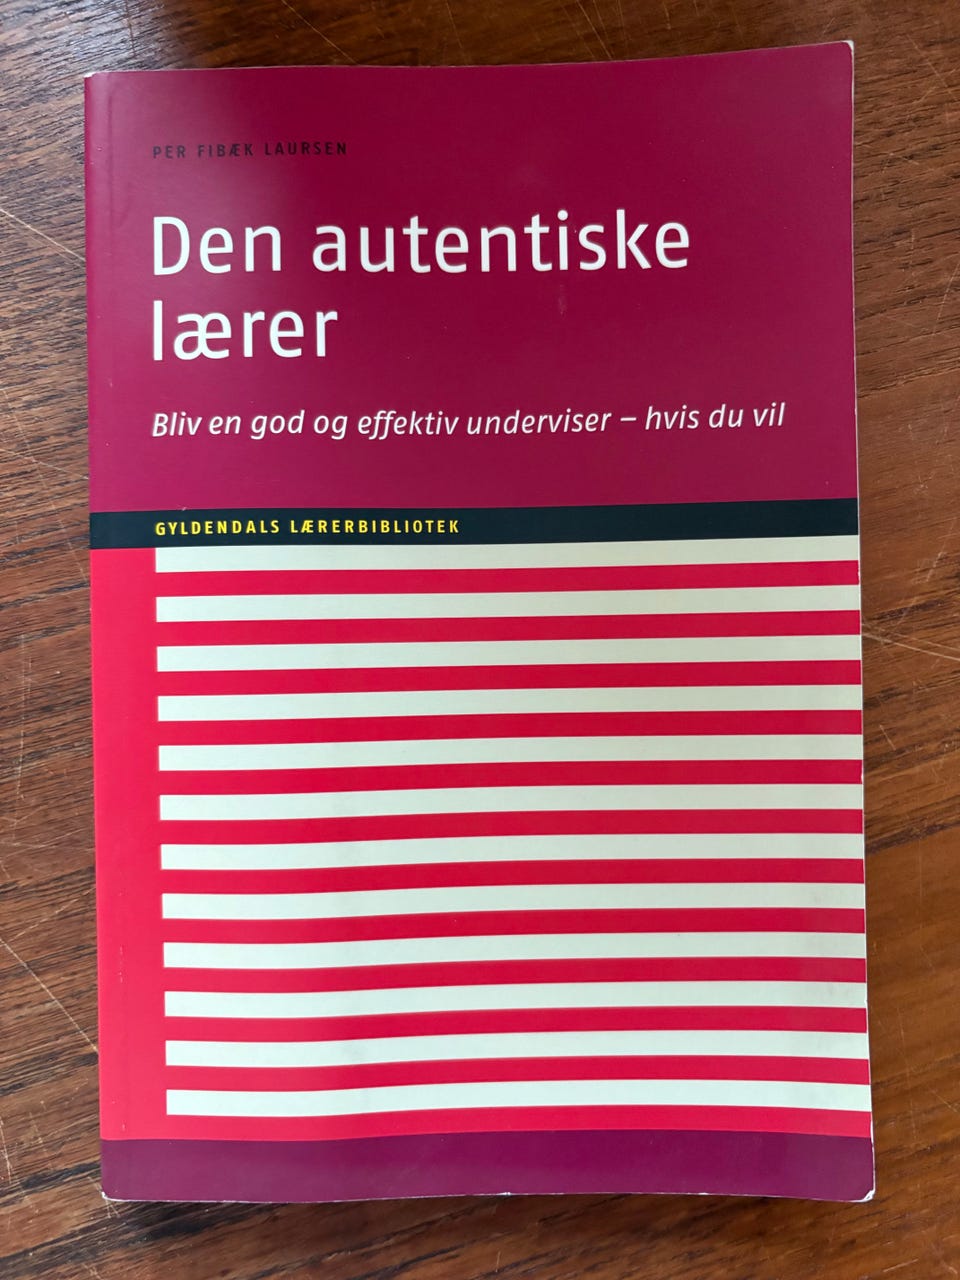 PER FIBÆK LAURSEN
Den autentiske
lærer
Bliv en god og effektiv underviser – hvis du vil
GYLDENDALS LÆRERBIBLIOTEK